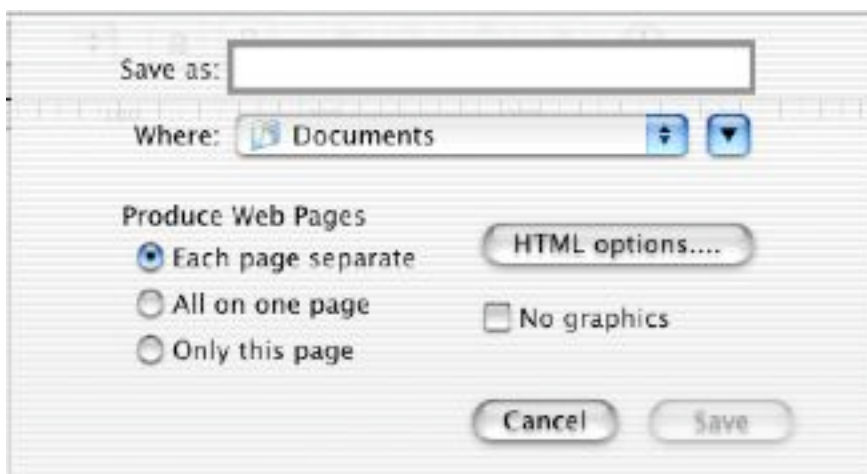 Save as:
Where: Documents
Produce Web Pages
Each page separate
HTML options....
All on one page
No graphics
Only this page
Cancel Save